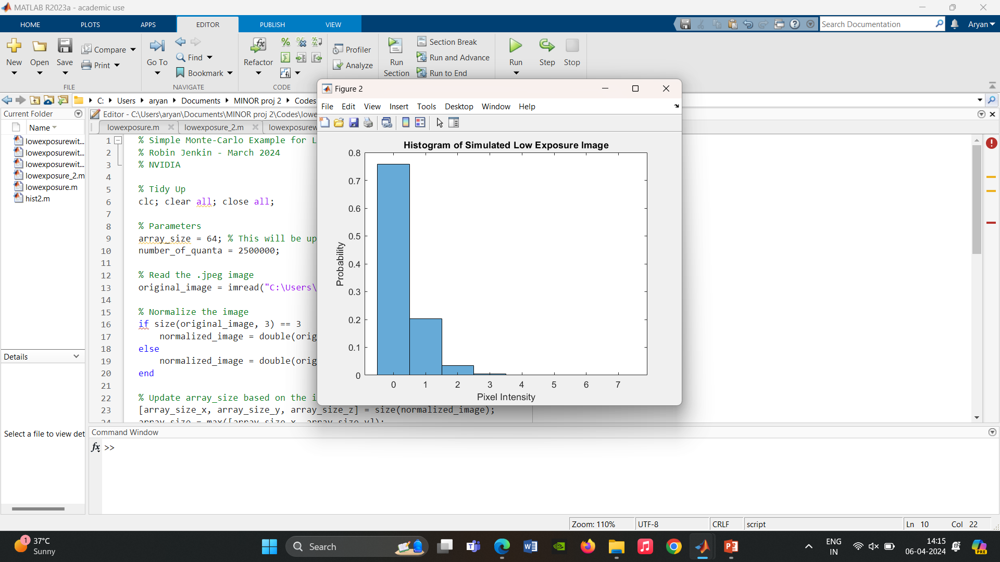 MATLAB R2023a - academic use
HOME PLOTS APPS EDITOR PUBLISH VIEW
Search Documentation
Aryan
New
Open
Save
Compare
Print
FILE
Go To
Find
Bookmark
NAVIGATE
Refactor
CODE
Profiler
Analyze
Run Section
Section Break
Run and Advance
Run to End
Run
Step
Stop
C: Users aryan Documents MINOR proj 2 Codes
Current Folder
Name
lowexposurewit...
lowexposurewit...
lowexposurewit...
lowexposure_2.m
lowexposure.m
hist2.m
Details
Select a file to view det
Editor - C:\Users\aryan\Documents\MINOR proj 2\Codes\lowe
lowexposure.m lowexposure_2.m lowexposurew
1 % Simple Monte-Carlo Example for L
2 % Robin Jenkin - March 2024
3 % NVIDIA
4
5 % Tidy Up
6 clc; clear all; close all;
7
8 % Parameters
9 array_size = 64; % This will be up
10 number_of_quanta = 2500000;
11
12 % Read the .jpeg image
13 original_image = imread("C:\Users\
14
15 % Normalize the image
16 if size(original_image, 3) == 3
17 normalized_image = double(orig
18 else
19 normalized_image = double(orig
20 end
21
22 % Update array_size based on the i
23 [array_size_x, array_size_y, array_size_z] = size(normalized_image);
24 array_size = max([array_size_x, array_size_y]);
Figure 2
File Edit View Insert Tools Desktop Window Help
Histogram of Simulated Low Exposure Image
0.8
0.7
0.6
0.5
0.4
0.3
0.2
0.1
0
Probability
0 1 2 3 4 5 6 7
Pixel Intensity
Command Window
fx >>
Zoom: 110% UTF-8 CRLF script Ln 10 Col 22
1
37°C
Sunny
Search
ENG
IN
14:15
06-04-2024
PRE